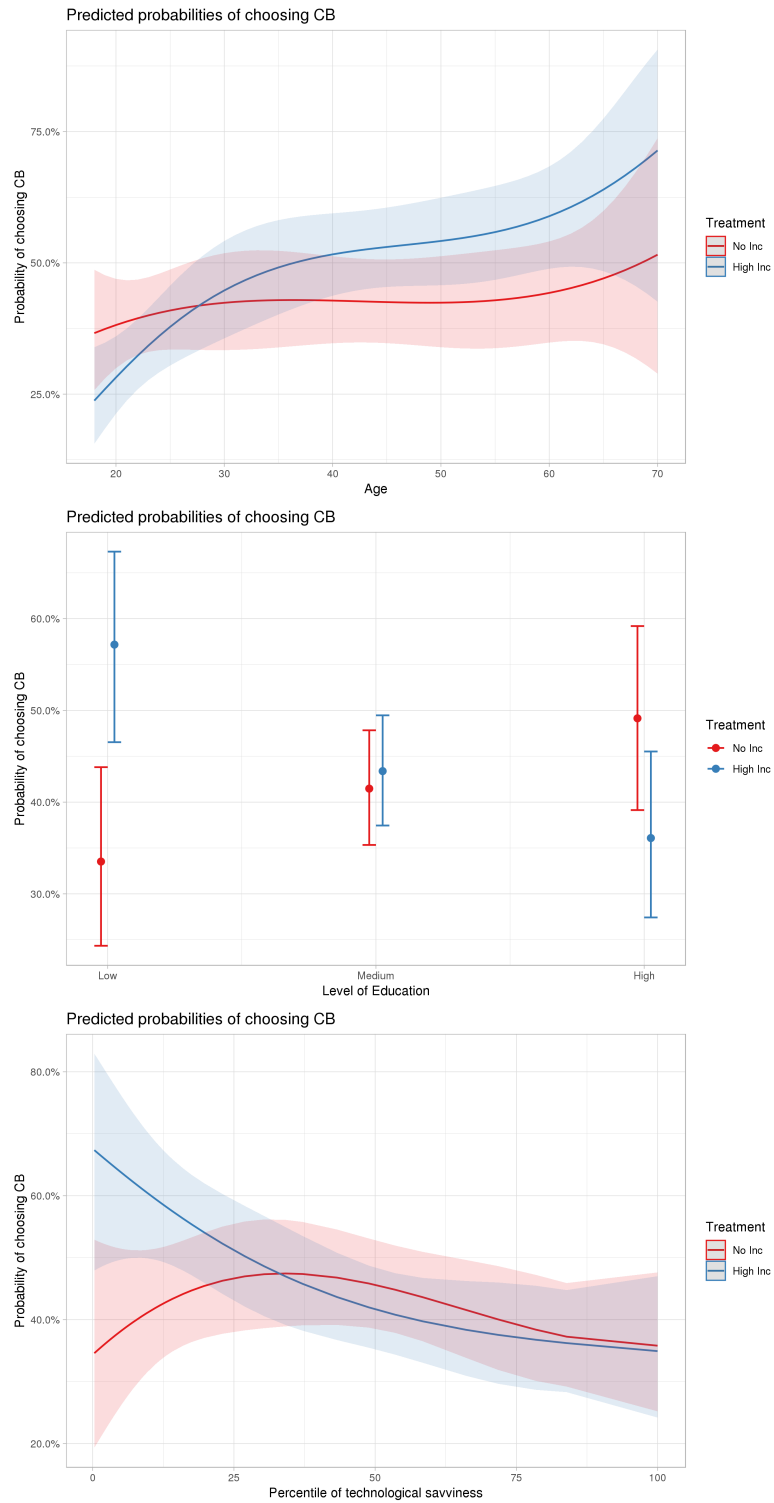 Predicted probabilities of choosing CB
Probability of choosing CB
75.0%
50.0%
25.0%
20 30 40 50 60 70
Age
Treatment
No Inc
High Inc
Predicted probabilities of choosing CB
Probability of choosing CB
60.0%
50.0%
40.0%
30.0%
Low Medium High
Level of Education
Treatment
No Inc
High Inc
Predicted probabilities of choosing CB
Probability of choosing CB
80.0%
60.0%
40.0%
20.0%
0 25 50 75 100
Percentile of technological savviness
Treatment
No Inc
High Inc